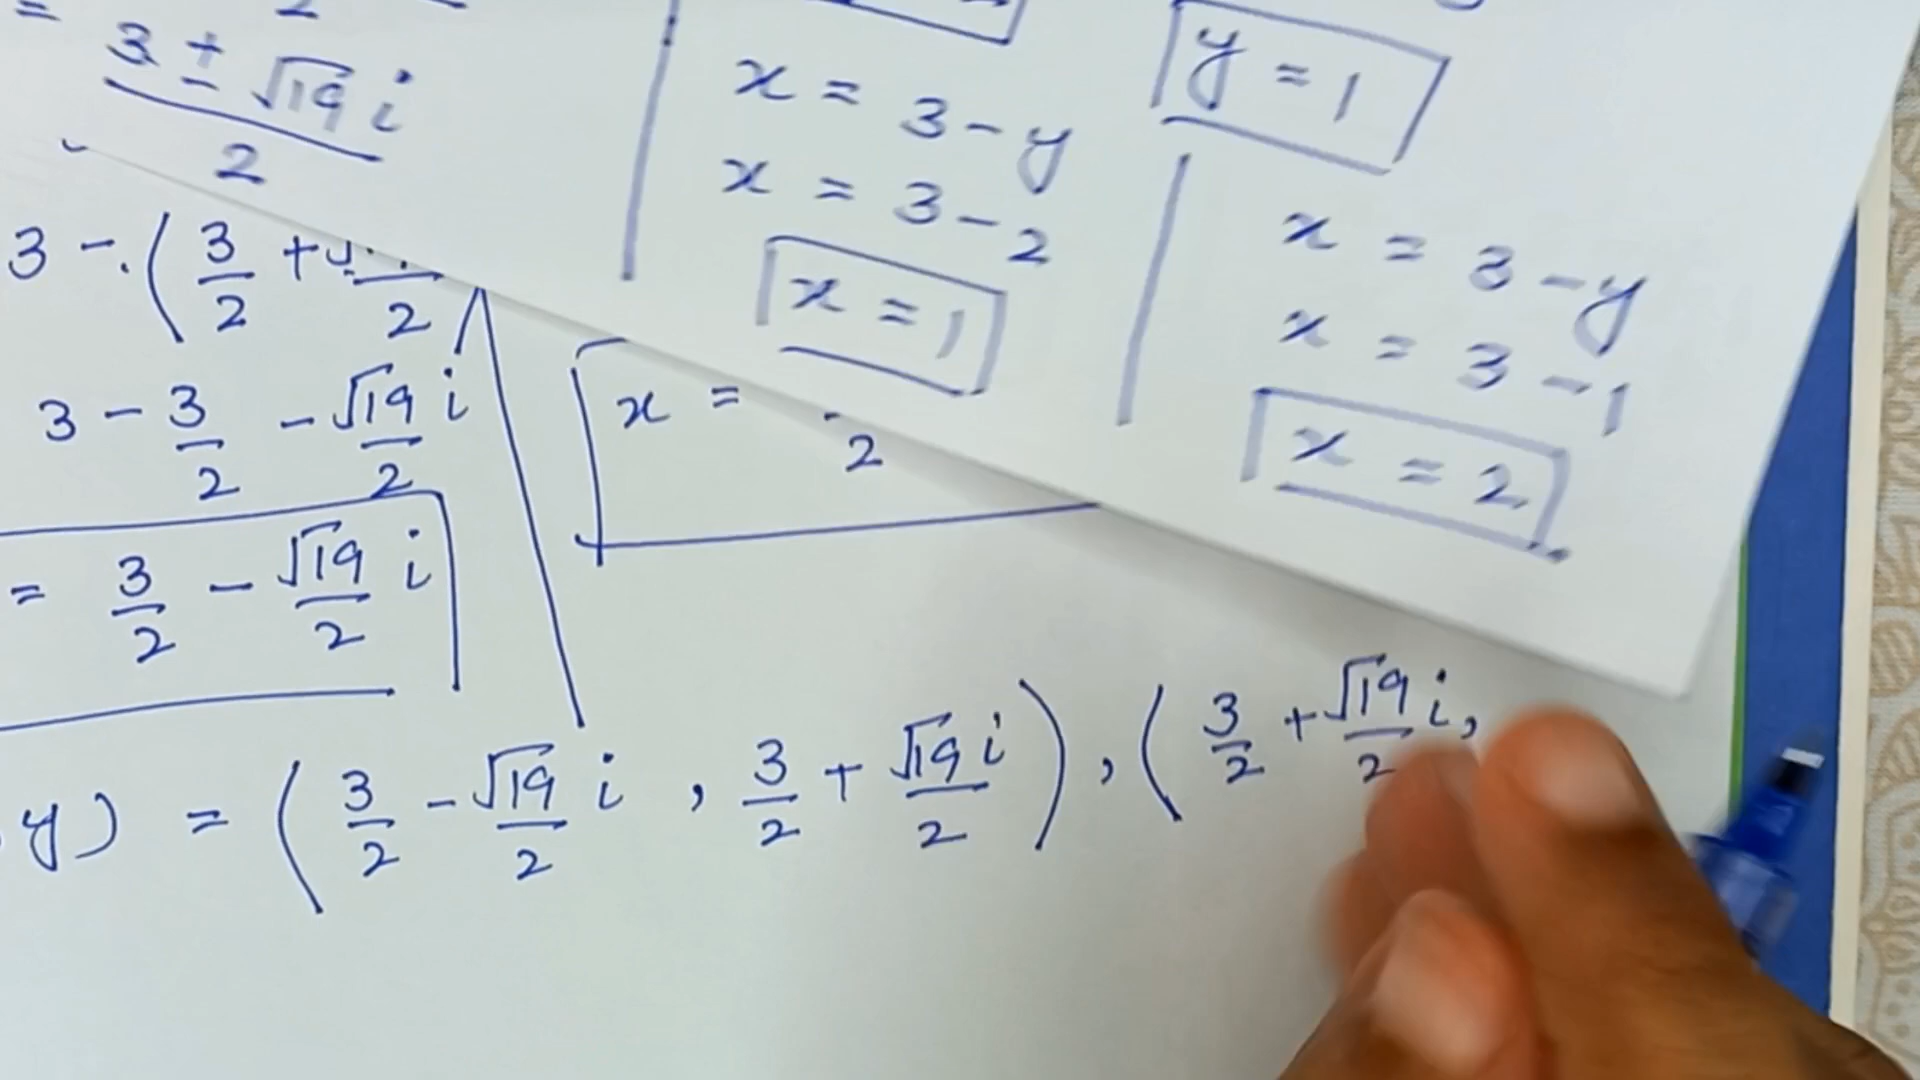 = 2
3 ± √19 i / 2
x = 3 - y
x = 3 - 2
x = 1
y = 1
x = 3 - y
x = 3 - 1
x = 2
3 - ( 3/2 + 2
3 - 3/2 - √19/2 i
= 3/2 - √19/2 i
x = 2
y) = ( 3/2 - √19/2 i , 3/2 + √19 i/2 ) , ( 3/2 + √19/2 i,